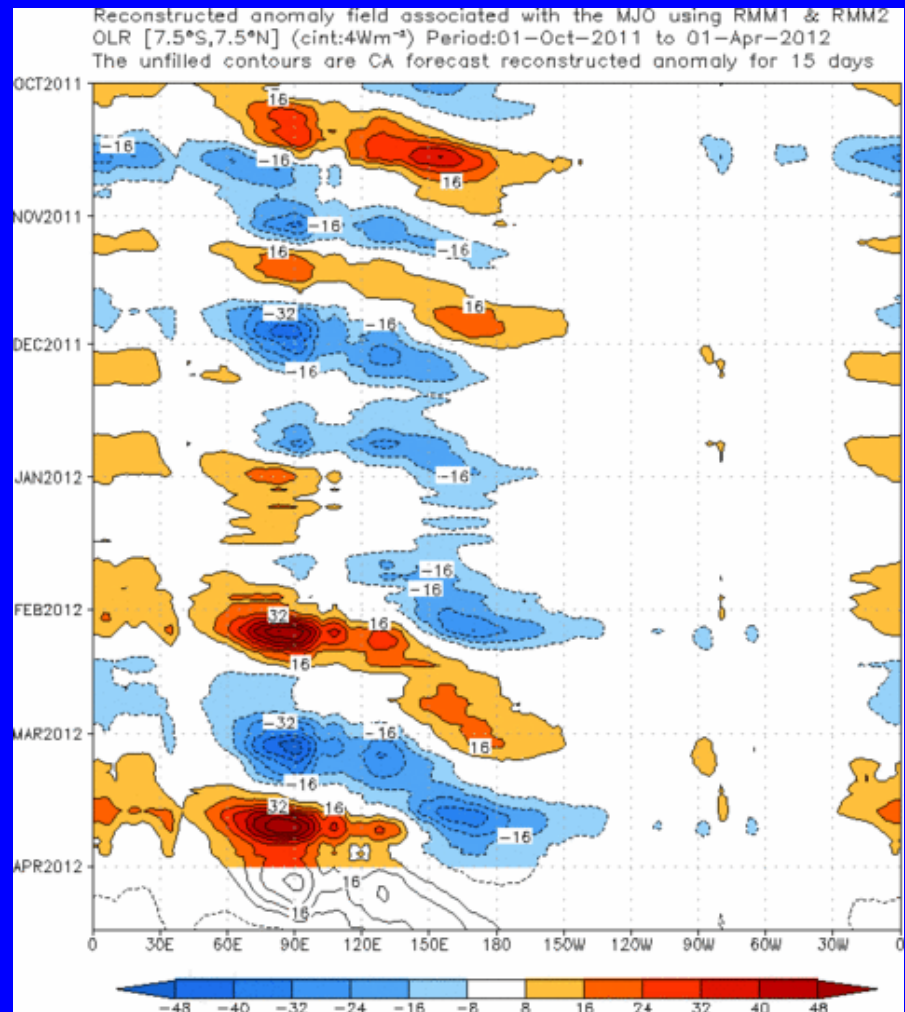 Reconstructed anomaly field associated with the MJO using RMM1 & RMM2
OLR [7.5°S,7.5°N] (cint:4Wm⁻²) Period:01-Oct-2011 to 01-Apr-2012
The unfilled contours are CA forecast reconstructed anomaly for 15 days
OCT2011
16
-16
-16
16
NOV2011
-16
-16
16
16
-32
-16
DEC2011
-16
-16
JAN2012
-16
-16
FEB2012
32
16
16
-32
-16
MAR2012
16
-16
32
16
-16
APR2012
16
16
0 30E 60E 90E 120E 150E 180 150W 120W 90W 60W 30W 0
-48 -40 -32 -24 -16 -8 8 16 24 32 40 48